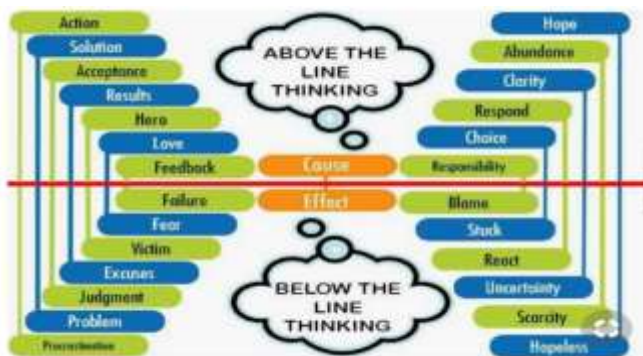 Action
Solution
Acceptance
Results
Hero
Love
Feedback
ABOVE THE
LINE
THINKING
Cause
Hope
Abundance
Clarity
Respond
Choice
Responsibility
Failure
Fear
Victim
Excuses
Judgment
Problem
Procrastination
Effect
BELOW THE
LINE
THINKING
Blame
Stuck
React
Uncertainty
Scarcity
Hopeless